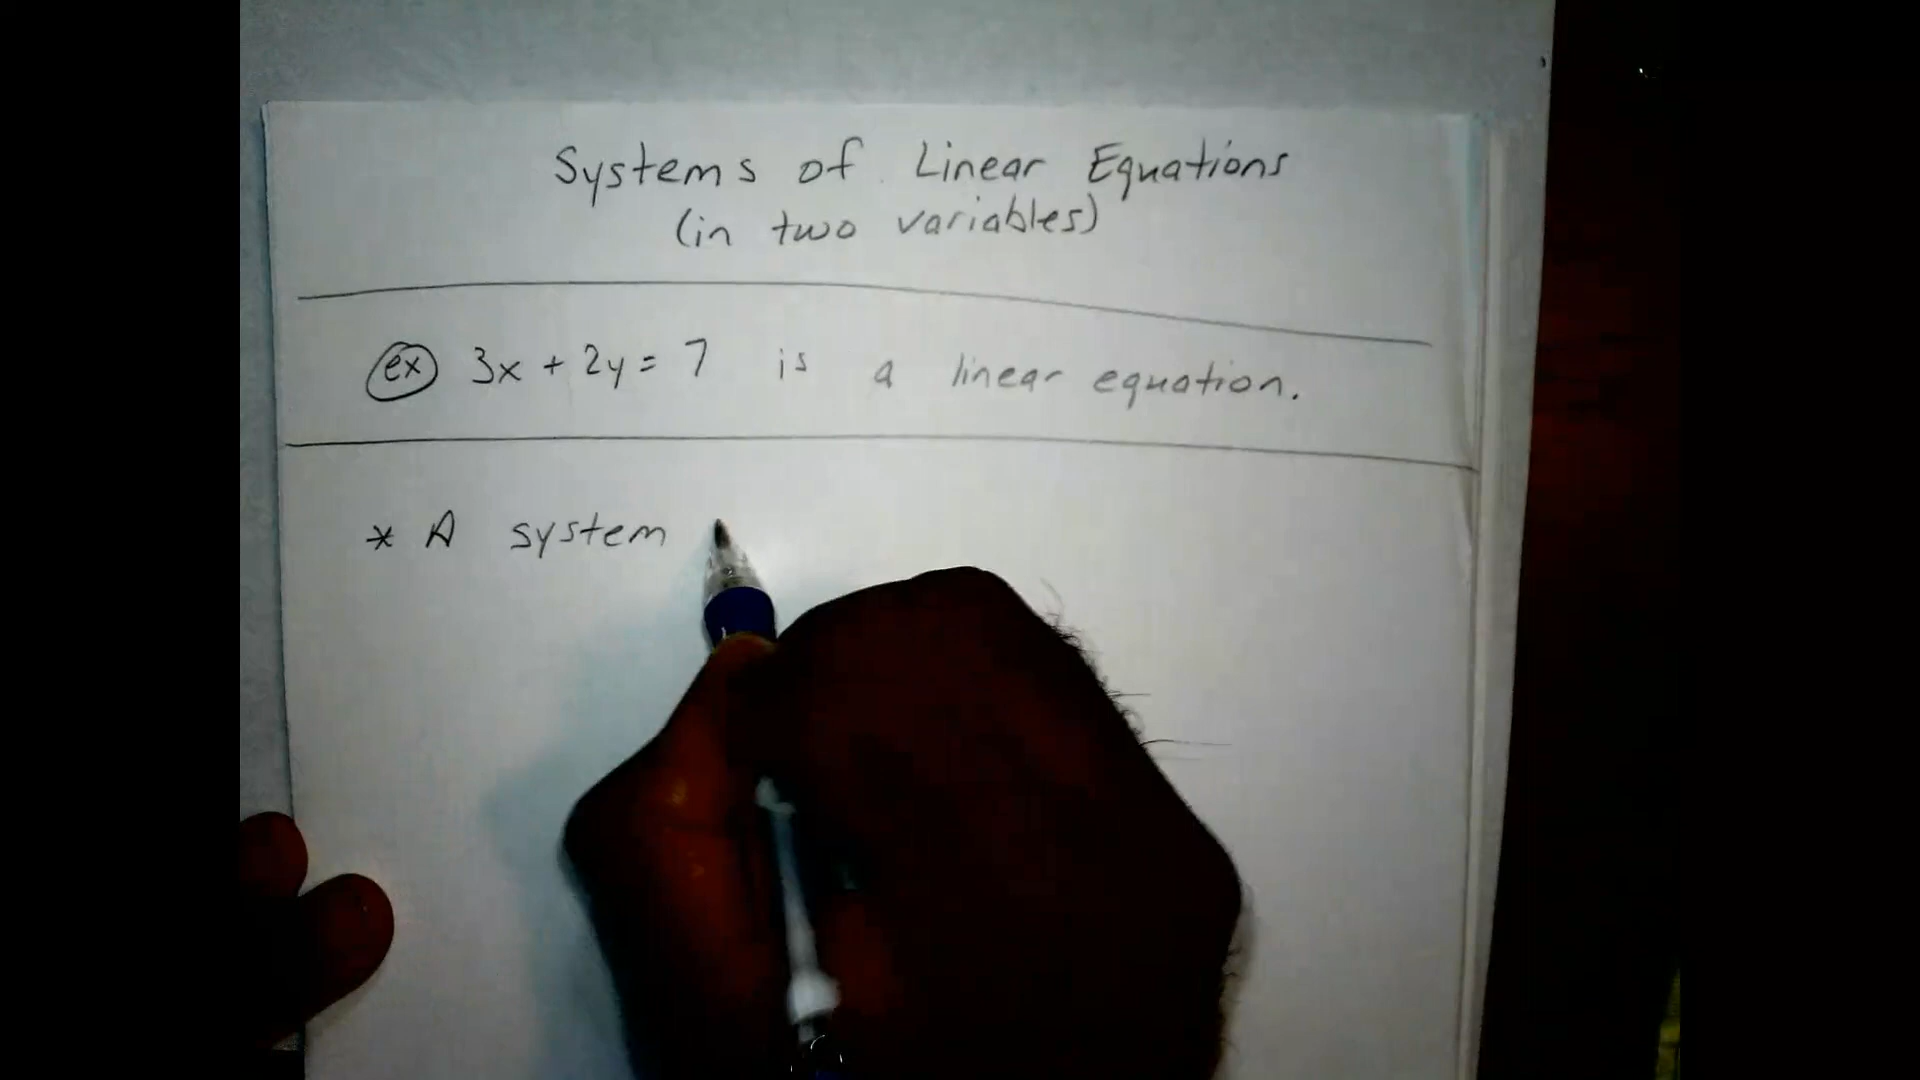 Systems of Linear Equations
(in two variables)
ex 3x + 2y = 7 is a linear equation.
* A system